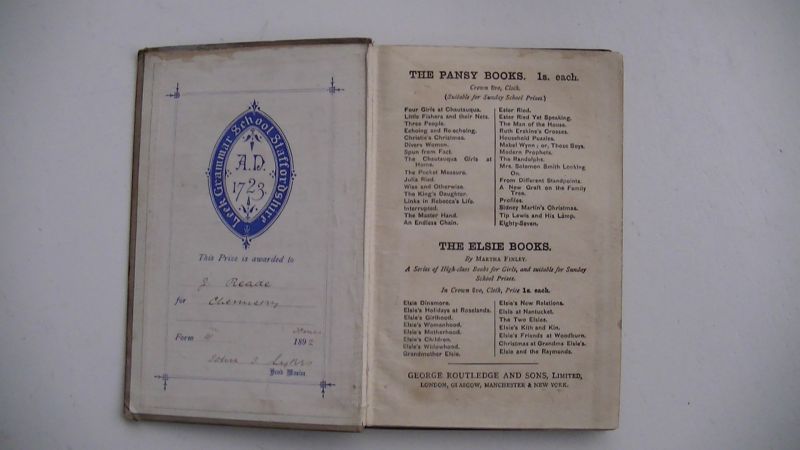 Leek Grammar School Staffordshire
A.D.
1723.
This Prize is awarded to
J. Reade
for Chemistry
Form
1892
Head Master
THE PANSY BOOKS. 1s. each.
Crown 8vo, Cloth.
(Suitable for Sunday School Prizes.)
Four Girls at Chautauqua.
Little Fishers and their Nets.
Three People.
Echoing and Re-echoing.
Christie's Christmas.
Divers Women.
Spun from Fact.
The Chautauqua Girls at
Home.
The Pocket Measure.
Julia Ried.
Wise and Otherwise.
The King's Daughter.
Links in Rebecca's Life.
Interrupted.
The Master Hand.
An Endless Chain.
Ester Ried.
Ester Ried Yet Speaking.
The Man of the House.
Ruth Erskine's Crosses.
Household Puzzles.
Mabel Wynn; or, Those Boys.
Modern Prophets.
The Randolphs.
Mrs. Solomon Smith Looking
On.
From Different Standpoints.
A New Graft on the Family
Tree.
Profiles.
Sidney Martin's Christmas.
Tip Lewis and His Lamp.
Eighty-Seven.
THE ELSIE BOOKS.
By MARTHA FINLEY.
A Series of High-class Books for Girls, and suitable for Sunday
School Prizes.
In Crown 8vo, Cloth, Price 1s. each.
Elsie Dinsmore.
Elsie's Holidays at Roselands.
Elsie's Girlhood.
Elsie's Womanhood.
Elsie's Motherhood.
Elsie's Children.
Elsie's Widowhood.
Grandmother Elsie.
Elsie's New Relations.
Elsie at Nantucket.
The Two Elsies.
Elsie's Kith and Kin.
Elsie's Friends at Woodburn.
Christmas at Grandma Elsie's.
Elsie and the Raymonds.
GEORGE ROUTLEDGE AND SONS, LIMITED,
LONDON, GLASGOW, MANCHESTER & NEW YORK.